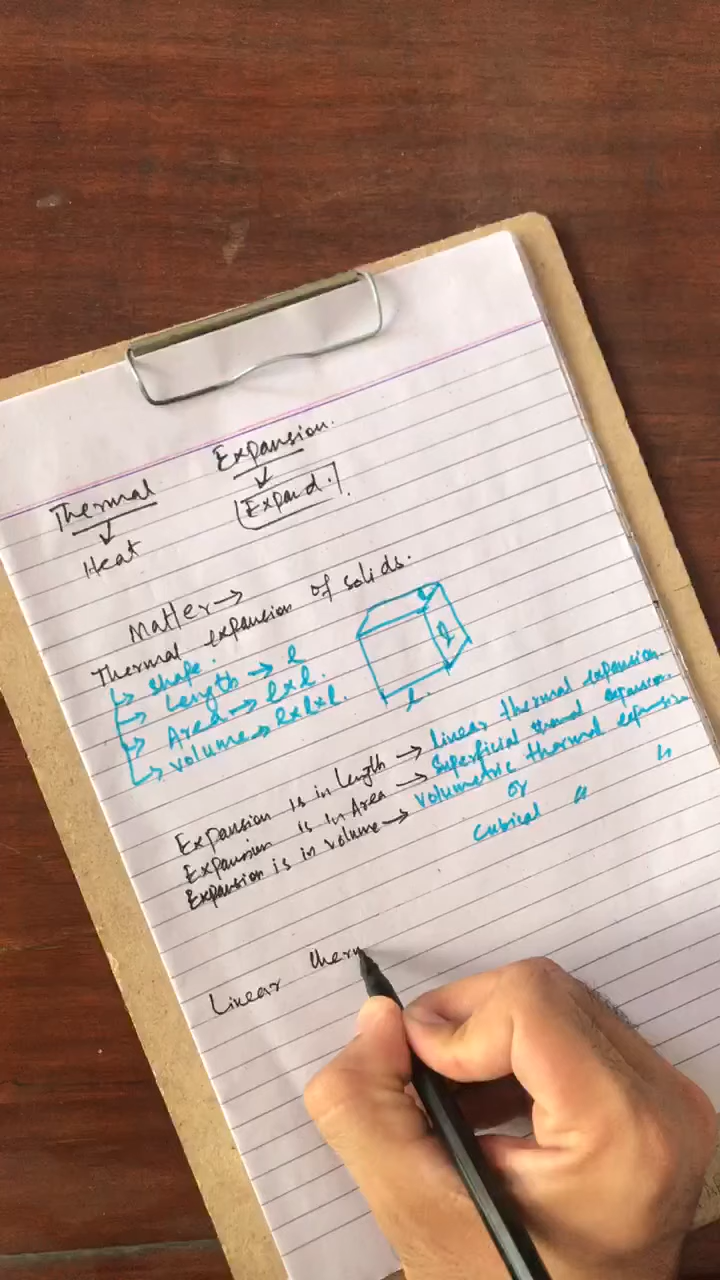 Thermal Expansion.
Heat Expand.
Matter →
Thermal expansion of solids.
shape.
Length → l
Area → l×l.
volume → l×l×l.
l
l
l.
Expansion is in length → Linear thermal expansion.
Expansion is in Area → Superficial thermal expansion.
Expansion is in volume → volumetric thermal expansion
or
Cubical " "
Linear therm